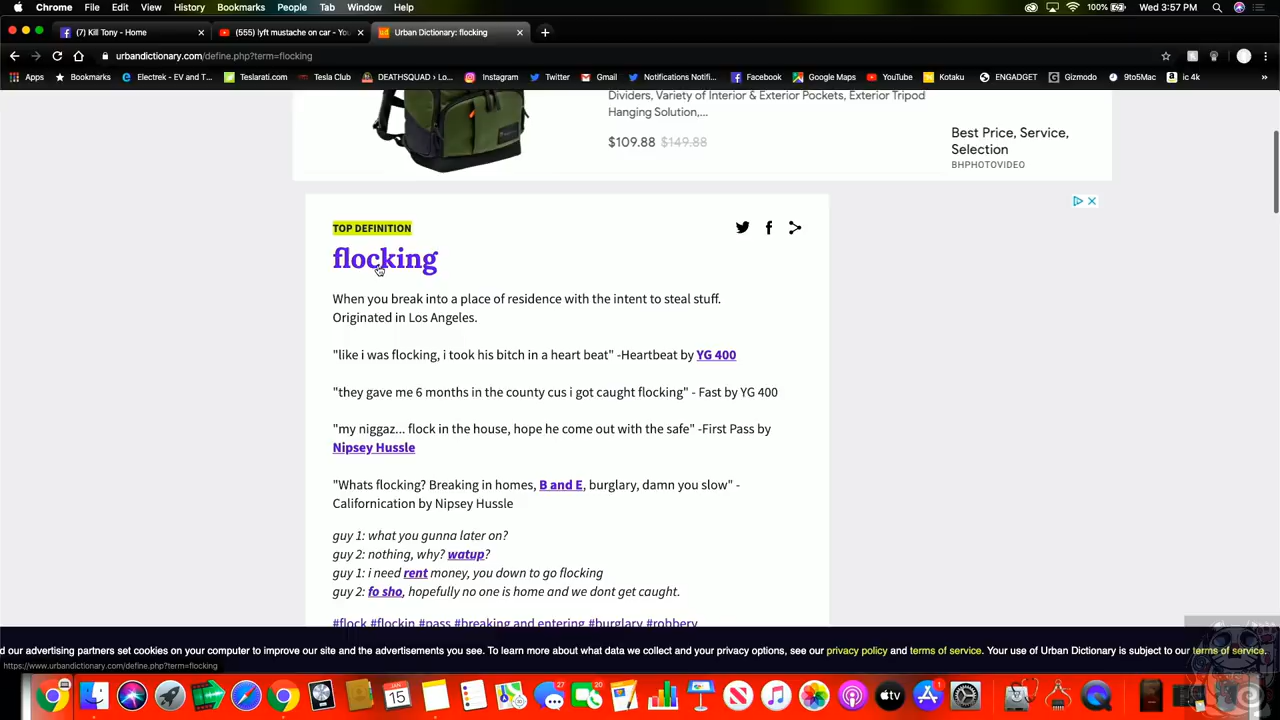 Chrome File Edit View History Bookmarks People Tab Window Help 100% Wed 3:57 PM
(7) Kill Tony - Home (555) lyft mustache on car - You Urban Dictionary: flocking
urbandictionary.com/define.php?term=flocking
Apps Bookmarks Electrek - EV and T... Teslarati.com Tesla Club DEATHSQUAD › Lo... Instagram Twitter Gmail Notifications Notifi... Facebook Google Maps YouTube Kotaku ENGADGET Gizmodo 9to5Mac ic 4k »
Dividers, Variety of Interior & Exterior Pockets, Exterior Tripod
Hanging Solution,...
$109.88 $149.88
Best Price, Service,
Selection
BHPHOTOVIDEO
TOP DEFINITION
flocking
When you break into a place of residence with the intent to steal stuff.
Originated in Los Angeles.
"like i was flocking, i took his bitch in a heart beat" -Heartbeat by YG 400
"they gave me 6 months in the county cus i got caught flocking" - Fast by YG 400
"my niggaz... flock in the house, hope he come out with the safe" -First Pass by
Nipsey Hussle
"Whats flocking? Breaking in homes, B and E, burglary, damn you slow" -
Californication by Nipsey Hussle
guy 1: what you gunna later on?
guy 2: nothing, why? watup?
guy 1: i need rent money, you down to go flocking
guy 2: fo sho, hopefully no one is home and we dont get caught.
#flock #flockin #pass #breaking and entering #burglary #robbery
d our advertising partners set cookies on your computer to improve our site and the advertisements you see. To learn more about what data we collect and your privacy options, see our privacy policy and terms of service. Your use of Urban Dictionary is subject to our terms of service.
https://www.urbandictionary.com/define.php?term=flocking
JAN
15
27
20
tv
1